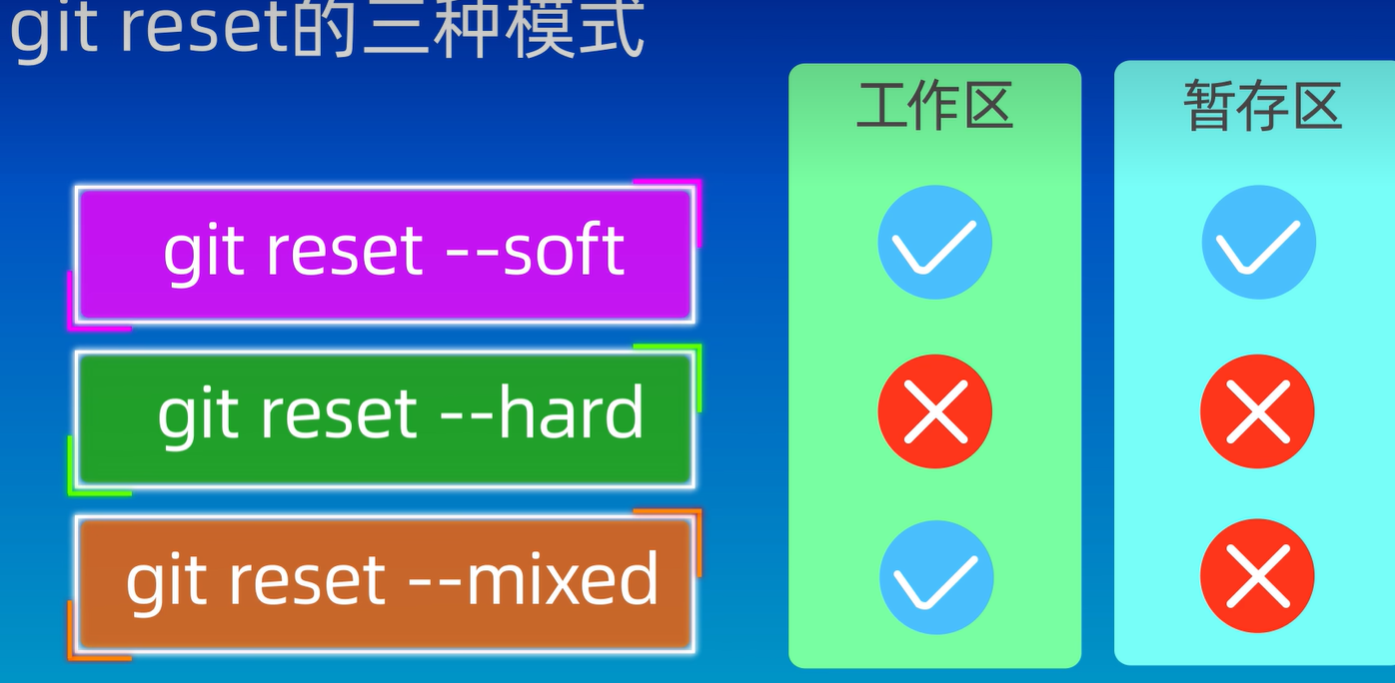 git reset的三种模式
工作区
暂存区
git reset --soft
git reset --hard
git reset --mixed